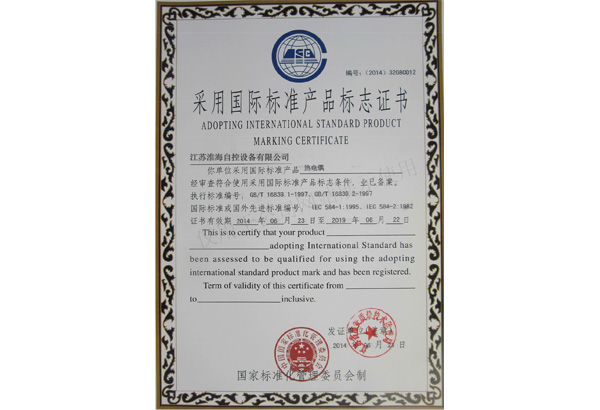 编号:（2014）32080012
采用国际标准产品标志证书
ADOPTING INTERNATIONAL STANDARD PRODUCT
MARKING CERTIFICATE
江苏淮海自控设备有限公司
你单位采用国际标准产品 热电偶
经审查符合使用采用国际标准产品标志条件，业已备案。
执行标准编号，GB/T 16839.1-1997、GB/T 16839.2-1997
国际标准或国外先进标准编号，IEC 584-1:1995、IEC 584-2:1982
证书有效期 2014 年 06 月 23 日至 2019 年 06 月 22 日
This is to certify that your product
adopting International Standard has
been assessed to be qualified for using the adopting
international standard product mark and has been registered.
Term of validity of this certificate from
to inclusive.
发证
2014
国家标准化管理委员会制